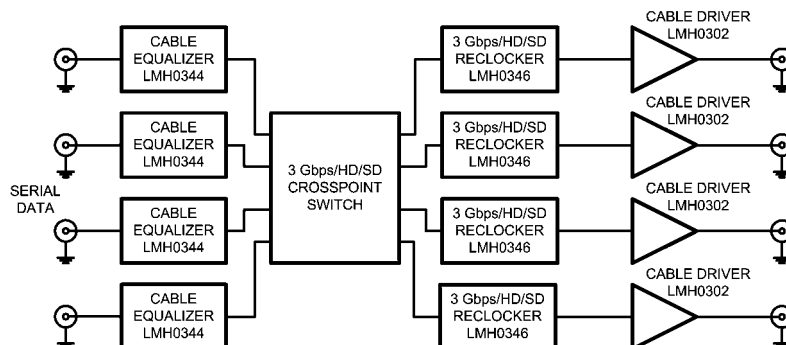 CABLE DRIVER
LMH0302
CABLE
EQUALIZER
LMH0344
3 Gbps/HD/SD
RECLOCKER
LMH0346
CABLE DRIVER
LMH0302
CABLE
EQUALIZER
LMH0344
3 Gbps/HD/SD
RECLOCKER
LMH0346
3 Gbps/HD/SD
CROSSPOINT
SWITCH
SERIAL
DATA
CABLE DRIVER
LMH0302
CABLE
EQUALIZER
LMH0344
3 Gbps/HD/SD
RECLOCKER
LMH0346
CABLE DRIVER
LMH0302
CABLE
EQUALIZER
LMH0344
3 Gbps/HD/SD
RECLOCKER
LMH0346